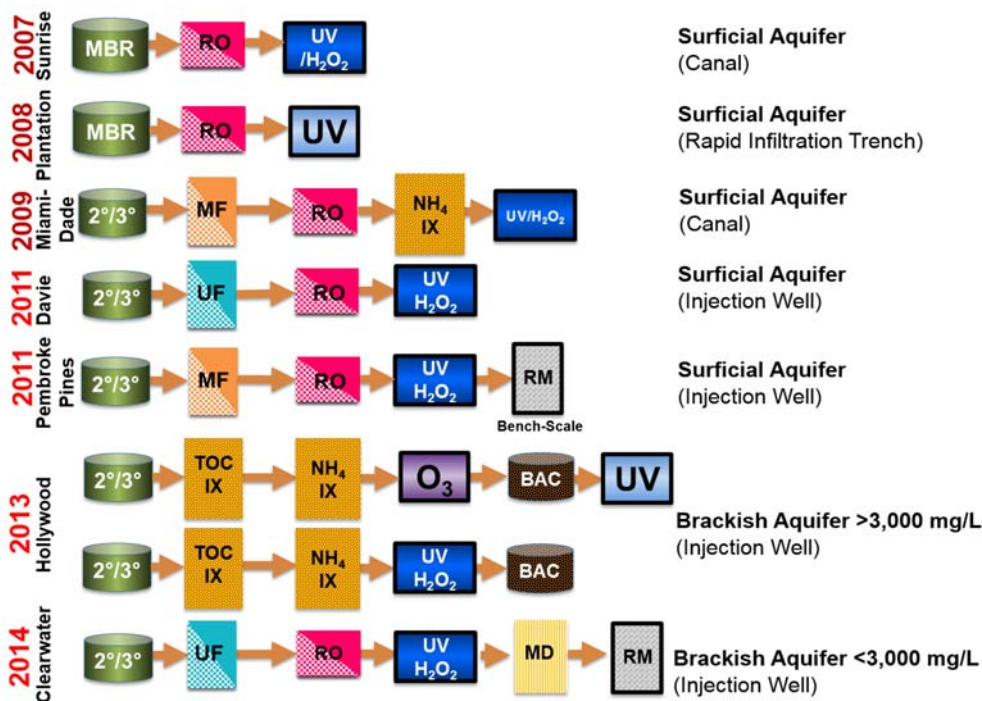 2007
Sunrise
MBR
RO
UV
/H₂O₂
Surficial Aquifer
(Canal)
2008
Plantation
MBR
RO
UV
Surficial Aquifer
(Rapid Infiltration Trench)
2009
Miami-
Dade
2°/3°
MF
RO
NH₄
IX
UV/H₂O₂
Surficial Aquifer
(Canal)
2011
Davie
2°/3°
UF
RO
UV
H₂O₂
Surficial Aquifer
(Injection Well)
2011
Pembroke
Pines
2°/3°
MF
RO
UV
H₂O₂
RM
Bench-Scale
Surficial Aquifer
(Injection Well)
2013
Hollywood
2°/3°
TOC
IX
NH₄
IX
O₃
BAC
UV
2°/3°
TOC
IX
NH₄
IX
UV
H₂O₂
BAC
Brackish Aquifer >3,000 mg/L
(Injection Well)
2014
Clearwater
2°/3°
UF
RO
UV
H₂O₂
MD
RM
Brackish Aquifer <3,000 mg/L
(Injection Well)